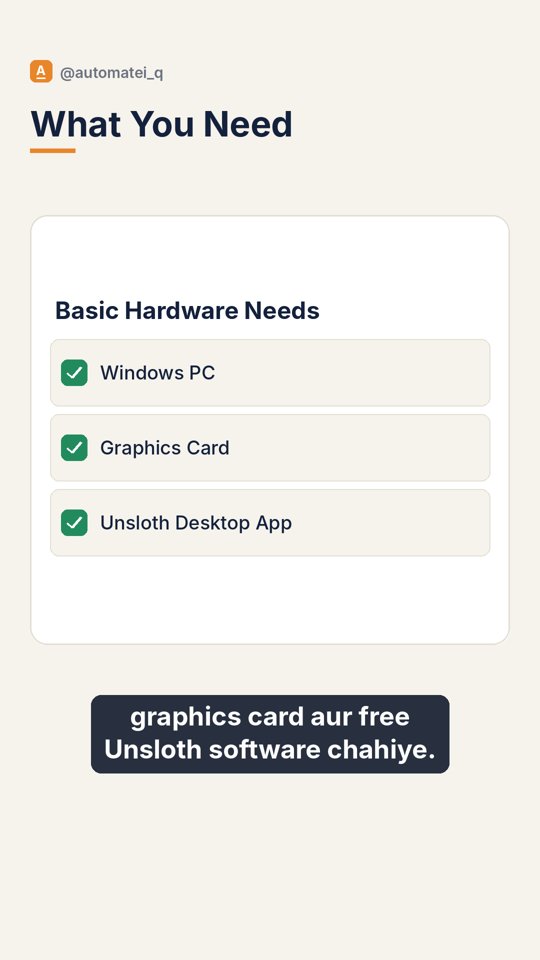 A
@automatei_q
What You Need
Basic Hardware Needs
Windows PC
Graphics Card
Unsloth Desktop App
graphics card aur free
Unsloth software chahiye.